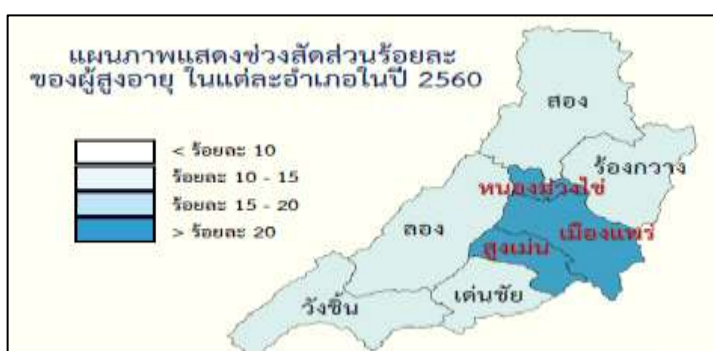 แผนภาพแสดงช่วงสัดส่วนร้อยละ
ของผู้สูงอายุ ในแต่ละอำเภอในปี 2560
< ร้อยละ 10
ร้อยละ 10 - 15
ร้อยละ 15 - 20
> ร้อยละ 20
สอง
ร้องกวาง
หนองม่วงไข่
ลอง
เมืองแพร่
สูงเม่น
เด่นชัย
วังชิ้น